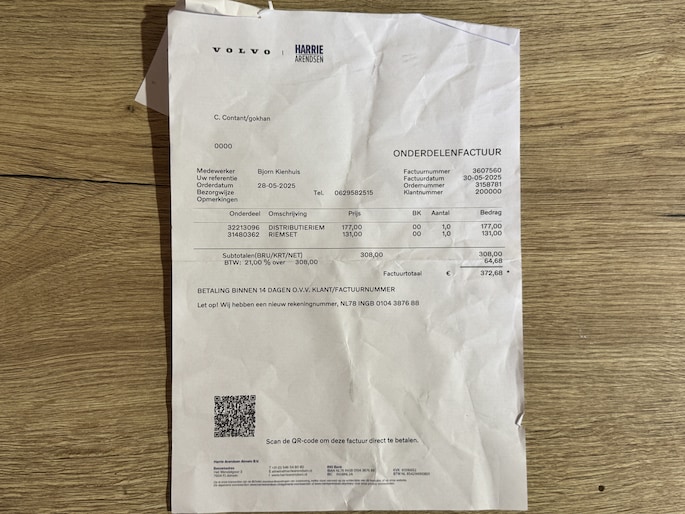 VOLVO | HARRIE
ARENDSEN
C. Contant/gokhan
0000
ONDERDELENFACTUUR
Medewerker Bjorn Kienhuis Factuurnummer 3607560
Uw referentie Factuurdatum 30-05-2025
Orderdatum 28-05-2025 Ordernummer 3158781
Bezorgwijze Tel. 0629582515 Klantnummer 200000
Opmerkingen
Onderdeel Omschrijving Prijs BK Aantal Bedrag
32213096 DISTRIBUTIERIEM 177,00 00 1,0 177,00
31480362 RIEMSET 131,00 00 1,0 131,00
Subtotalen(BRU/KRT/NET) 308,00 308,00
BTW: 21,00 % over 308,00 64,68
Factuurtotaal € 372,68 *
BETALING BINNEN 14 DAGEN O.V.V. KLANT/FACTUURNUMMER
Let op! Wij hebben een nieuw rekeningnummer, NL78 INGB 0104 3876 88
Scan de QR-code om deze factuur direct te betalen.